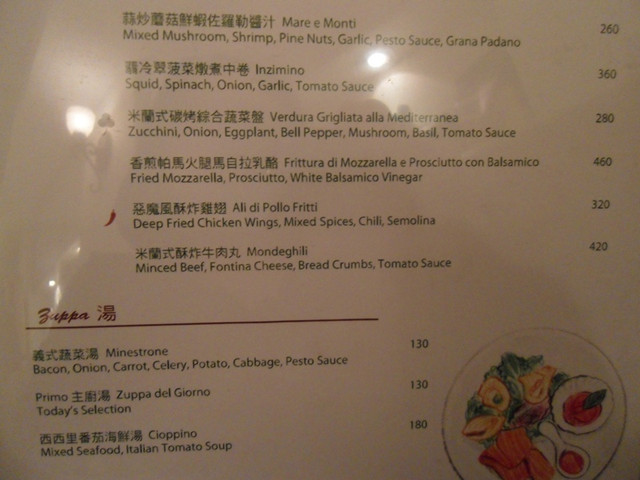 蒜炒蘑菇鮮蝦佐羅勒醬汁 Mare e Monti 260
Mixed Mushroom, Shrimp, Pine Nuts, Garlic, Pesto Sauce, Grana Padano
翡冷翠菠菜燉煮中卷 Inzimino 360
Squid, Spinach, Onion, Garlic, Tomato Sauce
米蘭式碳烤綜合蔬菜盤 Verdura Grigliata alla Mediterranea 280
Zucchini, Onion, Eggplant, Bell Pepper, Mushroom, Basil, Tomato Sauce
香煎帕馬火腿馬自拉乳酪 Frittura di Mozzarella e Prosciutto con Balsamico 460
Fried Mozzarella, Prosciutto, White Balsamico Vinegar
惡魔風酥炸雞翅 Ali di Pollo Fritti 320
Deep Fried Chicken Wings, Mixed Spices, Chili, Semolina
米蘭式酥炸牛肉丸 Mondeghili 420
Minced Beef, Fontina Cheese, Bread Crumbs, Tomato Sauce
Zuppa 湯
義式蔬菜湯 Minestrone 130
Bacon, Onion, Carrot, Celery, Potato, Cabbage, Pesto Sauce
Primo 主廚湯 Zuppa del Giorno 130
Today's Selection
西西里番茄海鮮湯 Cioppino 180
Mixed Seafood, Italian Tomato Soup